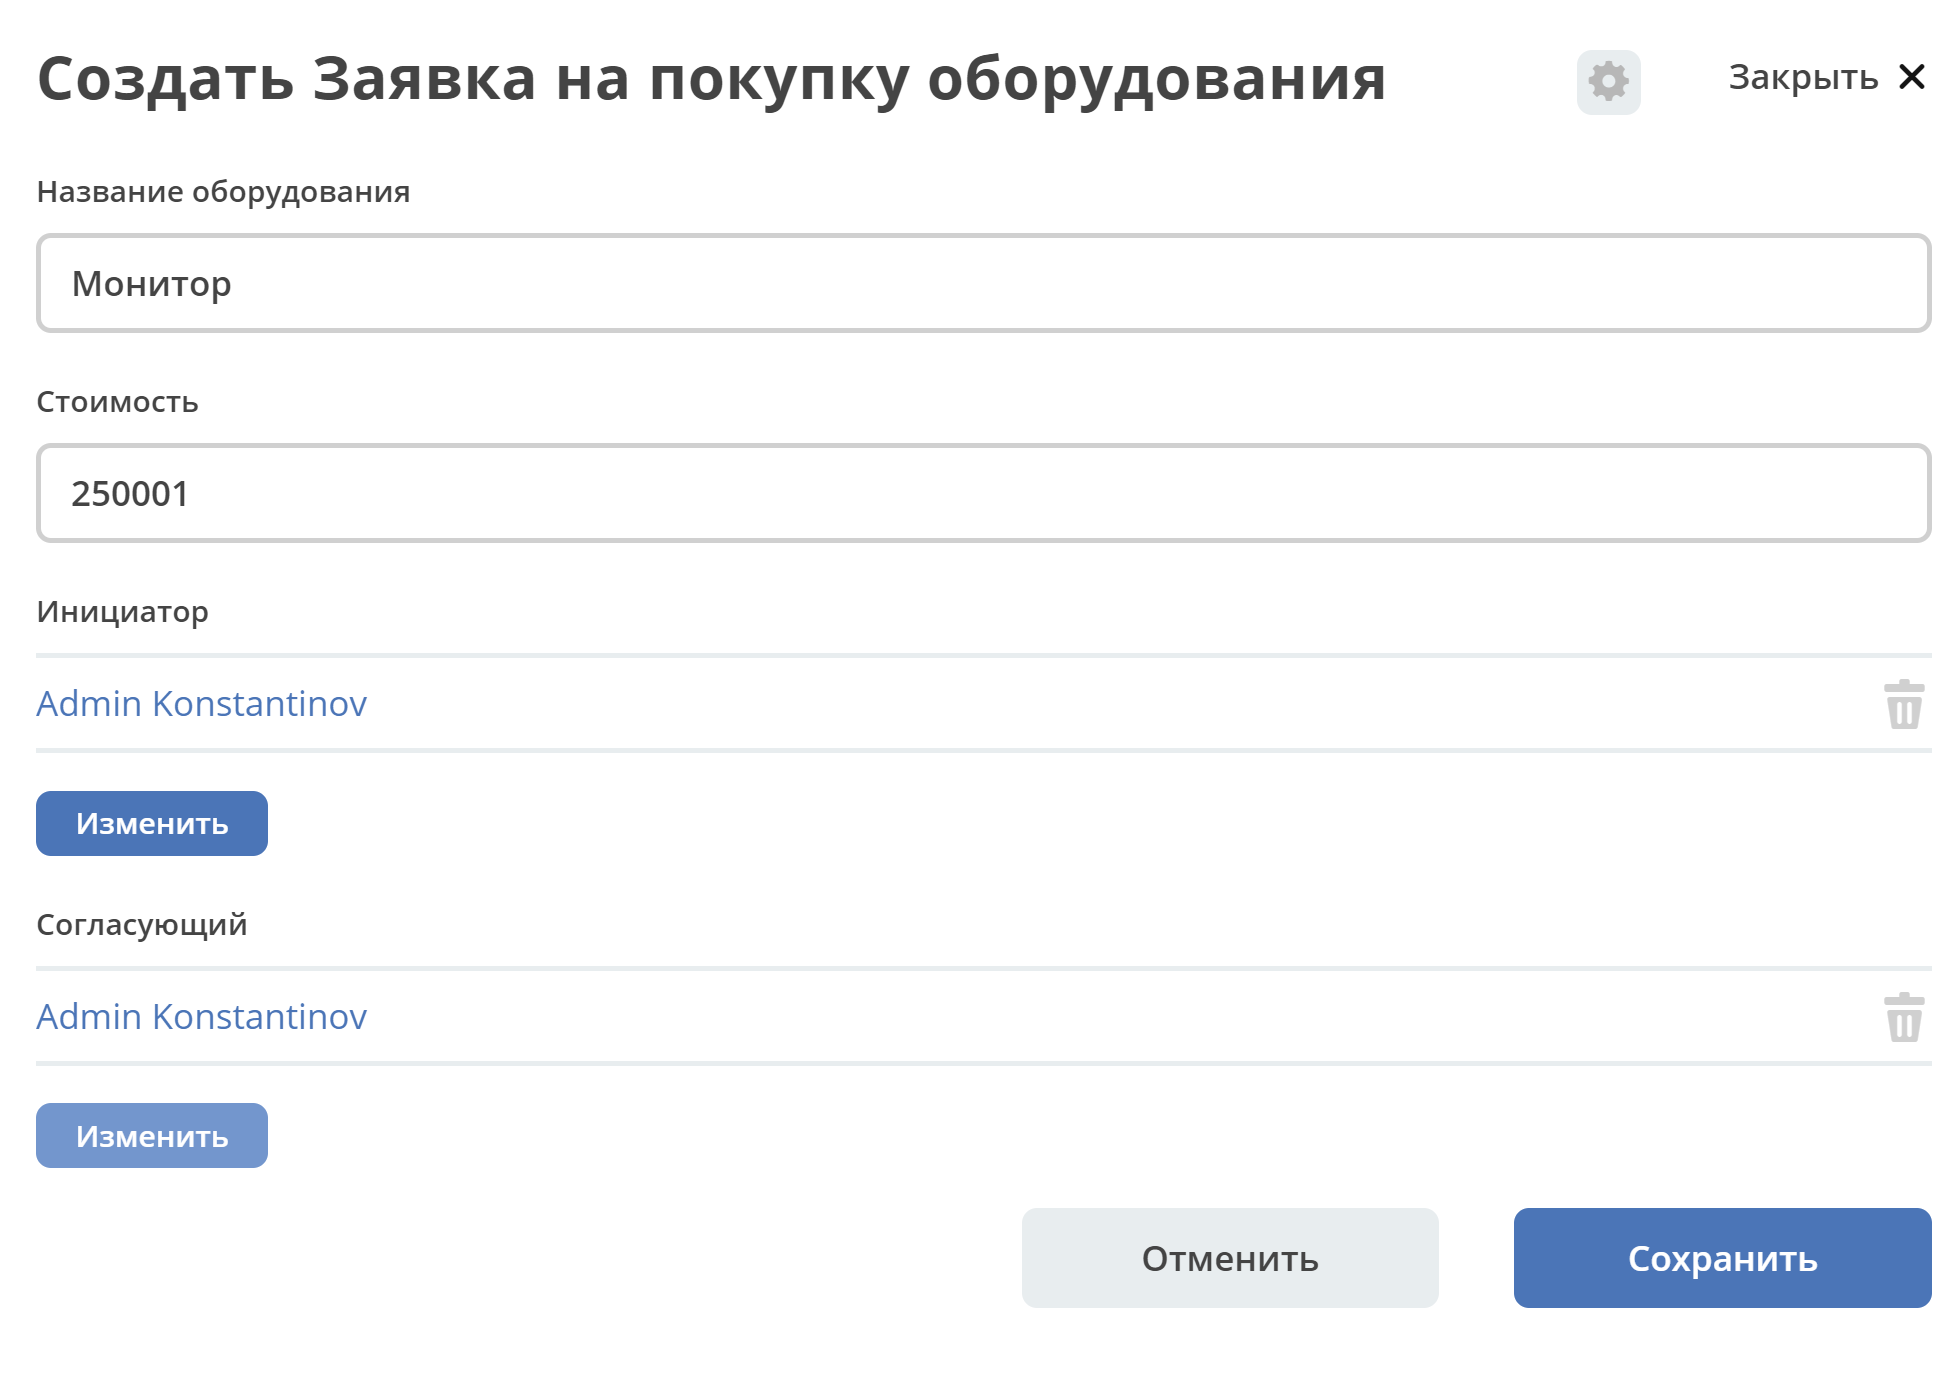 Создать Заявка на покупку оборудования
Закрыть
Название оборудования
Монитор
Стоимость
250001
Инициатор
Admin Konstantinov
Изменить
Согласующий
Admin Konstantinov
Изменить
Отменить
Сохранить